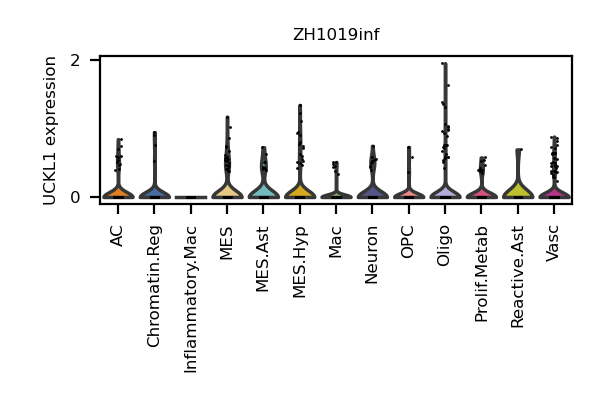 ZH1019inf
UCKL1 expression
2
0
AC
Chromatin.Reg
Inflammatory.Mac
MES
MES.Ast
MES.Hyp
Mac
Neuron
OPC
Oligo
Prolif.Metab
Reactive.Ast
Vasc